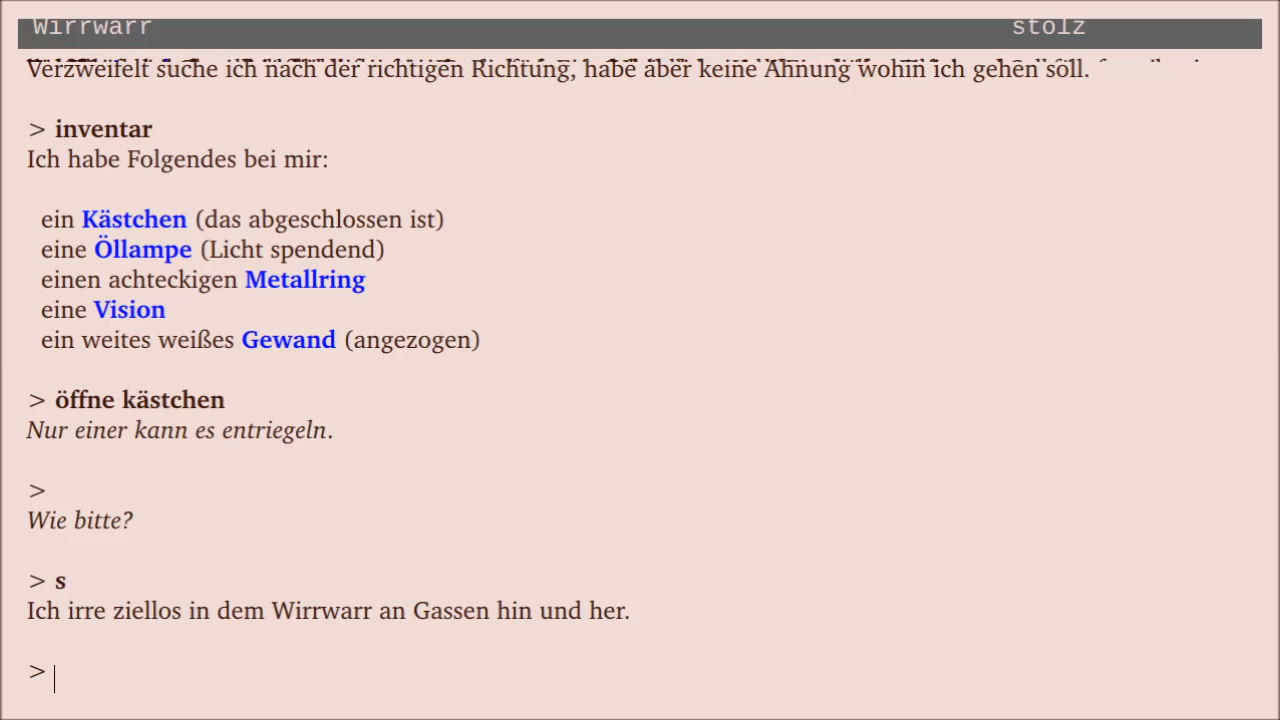 Wirrwarr stolz
Verzweifelt suche ich nach der richtigen Richtung, habe aber keine Ahnung wohin ich gehen soll.
> inventar
Ich habe Folgendes bei mir:
ein Kästchen (das abgeschlossen ist)
eine Öllampe (Licht spendend)
einen achteckigen Metallring
eine Vision
ein weites weißes Gewand (angezogen)
> öffne kästchen
Nur einer kann es entriegeln.
>
Wie bitte?
> s
Ich irre ziellos in dem Wirrwarr an Gassen hin und her.
>